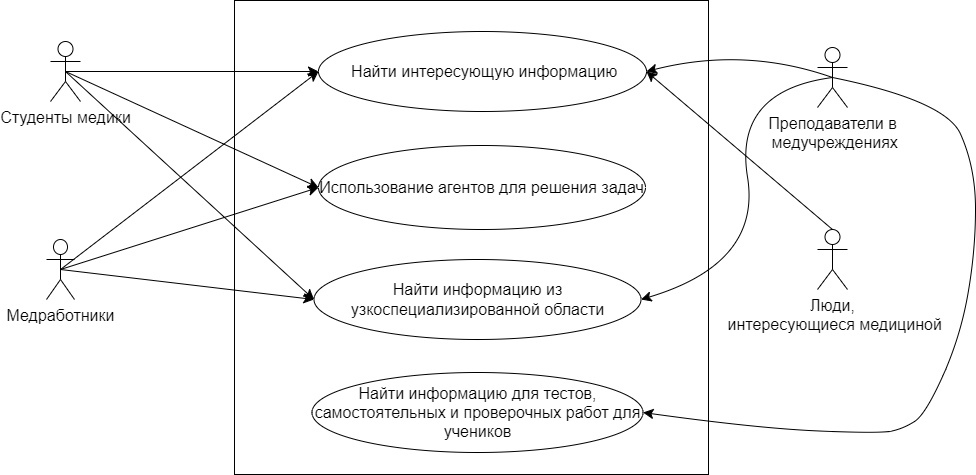 Студенты медики
Медработники
Найти интересующую информацию
Использование агентов для решения задач
Найти информацию из
узкоспециализированной области
Найти информацию для тестов,
самостоятельных и проверочных работ для
учеников
Преподаватели в
медучреждениях
Люди,
интересующиеся медициной